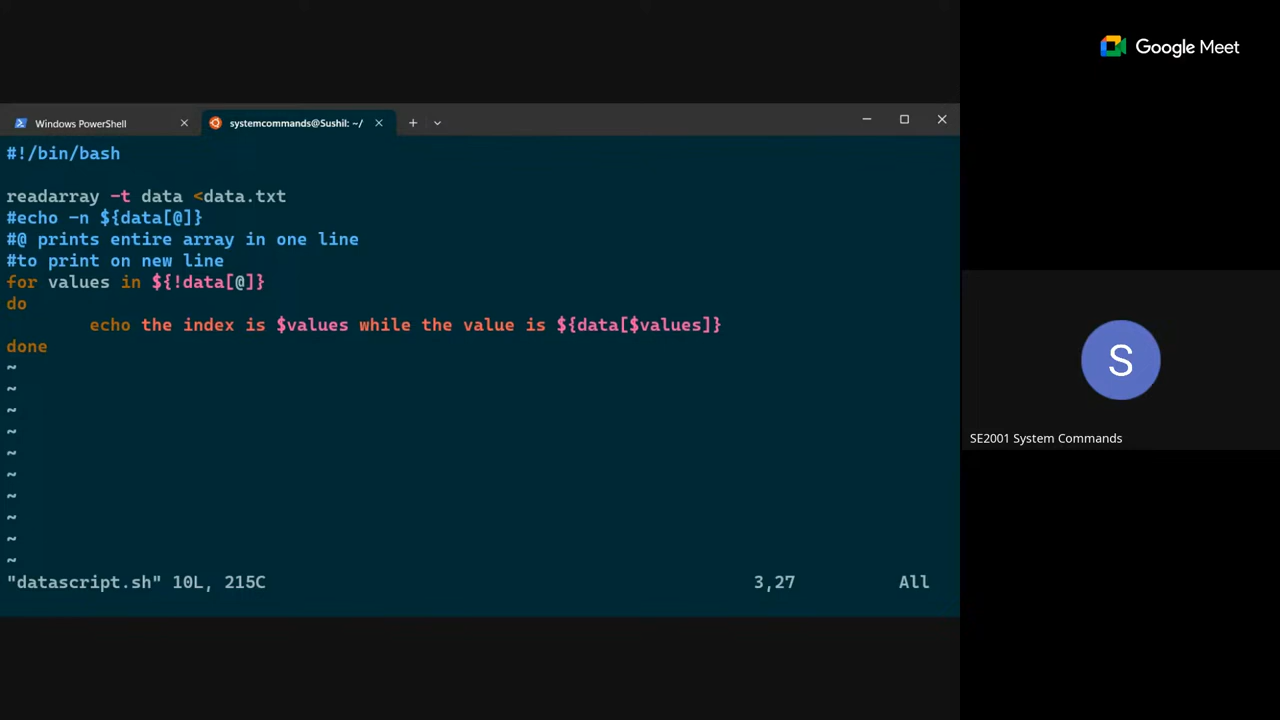 Google Meet
Windows PowerShell
systemcommands@Sushil: ~/
#!/bin/bash
readarray -t data <data.txt
#echo -n ${data[@]}
#@ prints entire array in one line
#to print on new line
for values in ${!data[@]}
do
        echo the index is $values while the value is ${data[$values]}
done
~
~
~
~
~
~
~
~
~
~
"datascript.sh" 10L, 215C 3,27 All
S
SE2001 System Commands